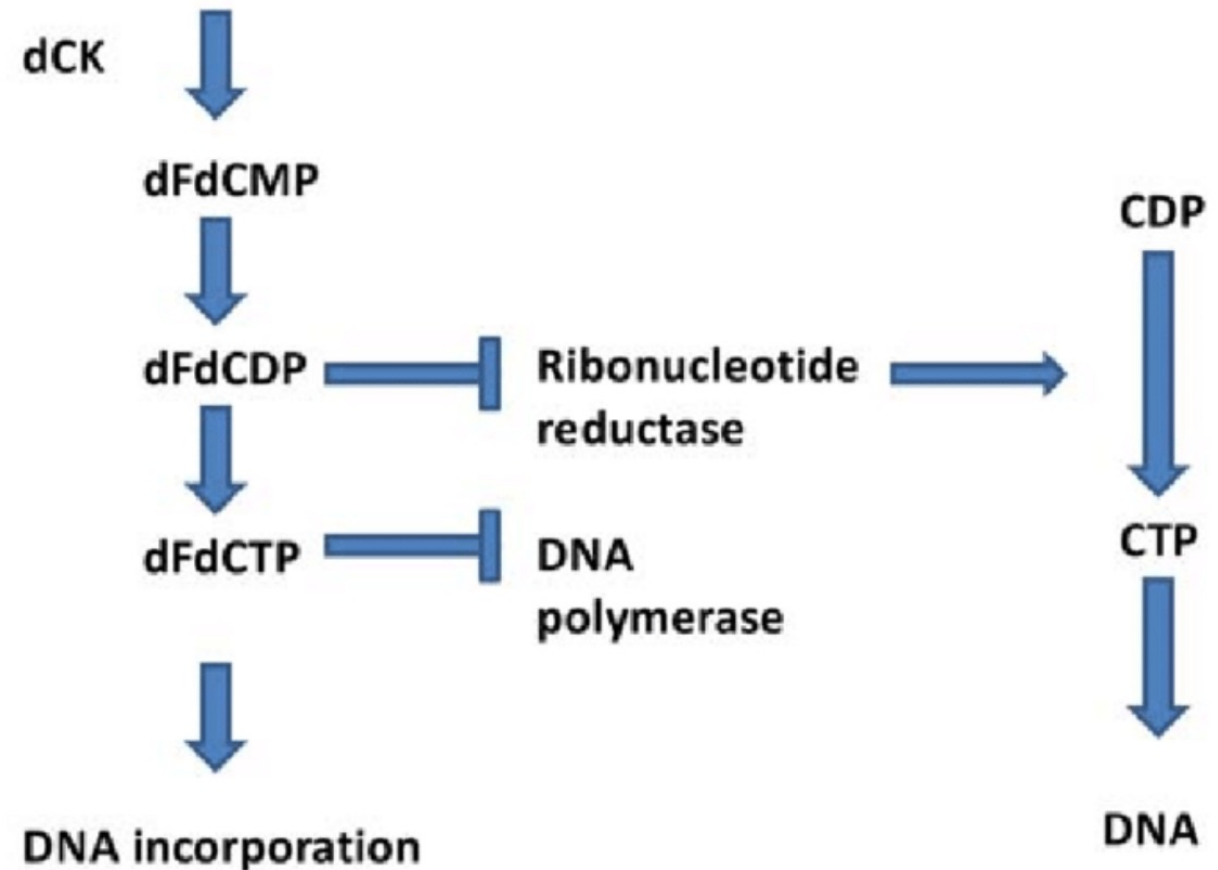 dCK
dFdCMP
CDP
dFdCDP
Ribonucleotide
reductase
dFdCTP
DNA
polymerase
CTP
DNA incorporation
DNA